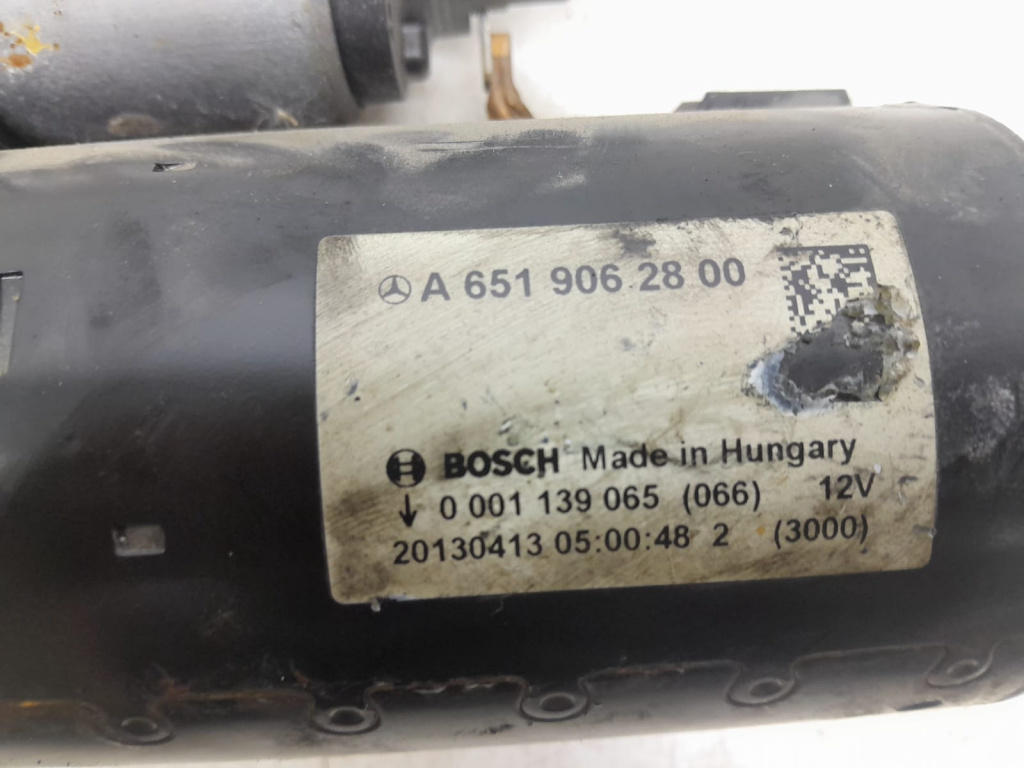 A 651 906 28 00
BOSCH Made in Hungary
0 001 139 065 (066) 12V
20130413 05:00:48 2 (3000)